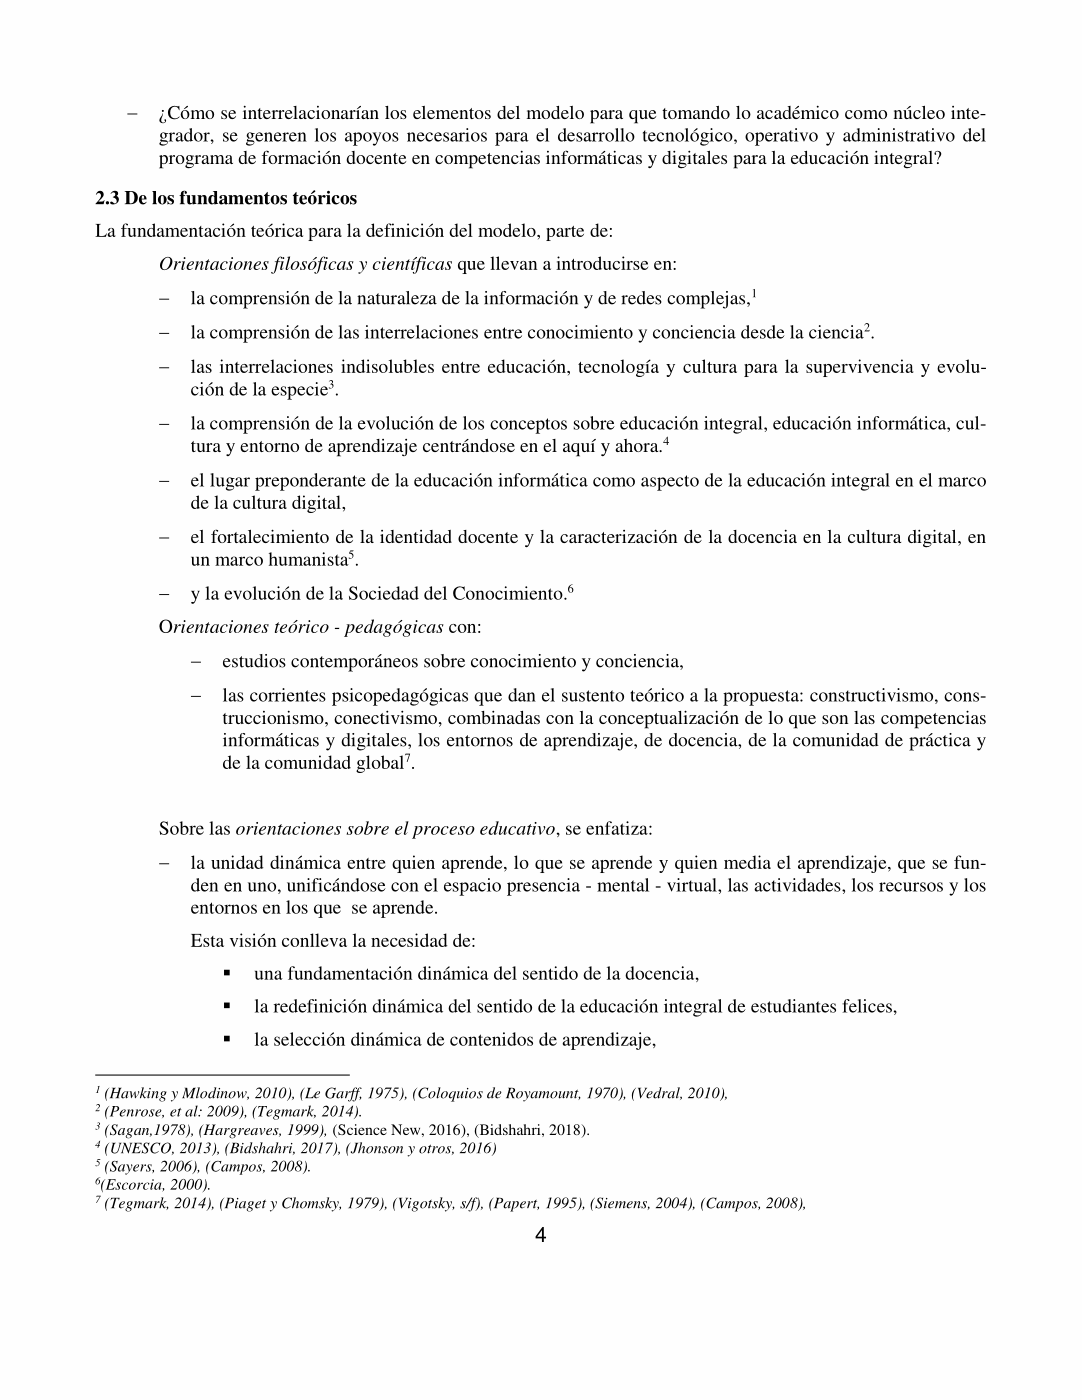 – ¿Cómo se interrelacionarían los elementos del modelo para que tomando lo académico como núcleo inte-
grador, se generen los apoyos necesarios para el desarrollo tecnológico, operativo y administrativo del
programa de formación docente en competencias informáticas y digitales para la educación integral?
2.3 De los fundamentos teóricos
La fundamentación teórica para la definición del modelo, parte de:
Orientaciones filosóficas y científicas que llevan a introducirse en:
– la comprensión de la naturaleza de la información y de redes complejas,1
– la comprensión de las interrelaciones entre conocimiento y conciencia desde la ciencia2.
– las interrelaciones indisolubles entre educación, tecnología y cultura para la supervivencia y evolu-
ción de la especie3.
– la comprensión de la evolución de los conceptos sobre educación integral, educación informática, cul-
tura y entorno de aprendizaje centrándose en el aquí y ahora.4
– el lugar preponderante de la educación informática como aspecto de la educación integral en el marco
de la cultura digital,
– el fortalecimiento de la identidad docente y la caracterización de la docencia en la cultura digital, en
un marco humanista5.
– y la evolución de la Sociedad del Conocimiento.6
Orientaciones teórico - pedagógicas con:
– estudios contemporáneos sobre conocimiento y conciencia,
– las corrientes psicopedagógicas que dan el sustento teórico a la propuesta: constructivismo, cons-
truccionismo, conectivismo, combinadas con la conceptualización de lo que son las competencias
informáticas y digitales, los entornos de aprendizaje, de docencia, de la comunidad de práctica y
de la comunidad global7.
Sobre las orientaciones sobre el proceso educativo, se enfatiza:
– la unidad dinámica entre quien aprende, lo que se aprende y quien media el aprendizaje, que se fun-
den en uno, unificándose con el espacio presencia - mental - virtual, las actividades, los recursos y los
entornos en los que  se aprende.
Esta visión conlleva la necesidad de:
▪ una fundamentación dinámica del sentido de la docencia,
▪ la redefinición dinámica del sentido de la educación integral de estudiantes felices,
▪ la selección dinámica de contenidos de aprendizaje,
1 (Hawking y Mlodinow, 2010), (Le Garff, 1975), (Coloquios de Royamount, 1970), (Vedral, 2010),
2 (Penrose, et al: 2009), (Tegmark, 2014).
3 (Sagan,1978), (Hargreaves, 1999), (Science New, 2016), (Bidshahri, 2018).
4 (UNESCO, 2013), (Bidshahri, 2017), (Jhonson y otros, 2016)
5 (Sayers, 2006), (Campos, 2008).
6(Escorcia, 2000).
7 (Tegmark, 2014), (Piaget y Chomsky, 1979), (Vigotsky, s/f), (Papert, 1995), (Siemens, 2004), (Campos, 2008),
4